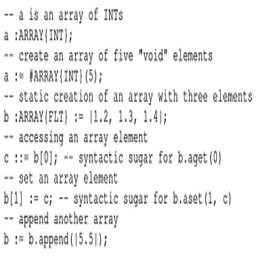 -- a is an array of INTs
a :ARRAY{INT};
-- create an array of five "void" elements
a := #ARRAY{INT}(5);
-- static creation of an array with three elements
b :ARRAY{FLT} := |1.2, 1.3, 1.4|;
-- accessing an array element
c ::= b[0]; -- syntactic sugar for b.aget(0)
-- set an array element
b[1] := c; -- syntactic sugar for b.aset(1, c)
-- append another array
b := b.append(|5.5|);